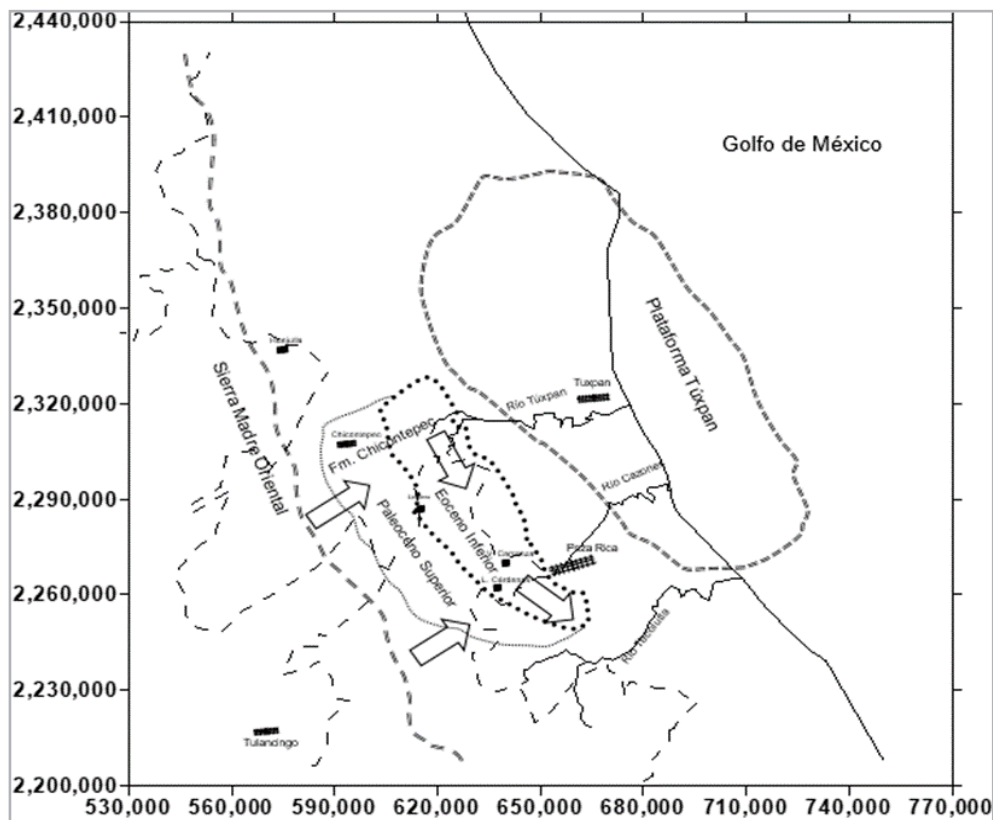 2,440,000
2,410,000
Golfo de México
2,380,000
2,350,000
Plataforma Túxpan
2,320,000
Sierra Madre Oriental
Tuxpan
Río Túxpan
Chicontepec
Fm. Chicontepec
2,290,000
Río Cazones
Paleoceno Superior
Eoceno Inferior
Poza Rica
L. Cárdenas
2,260,000
2,230,000
Tulancingo
2,200,000
530,000 560,000 590,000 620,000 650,000 680,000 710,000 740,000 770,000